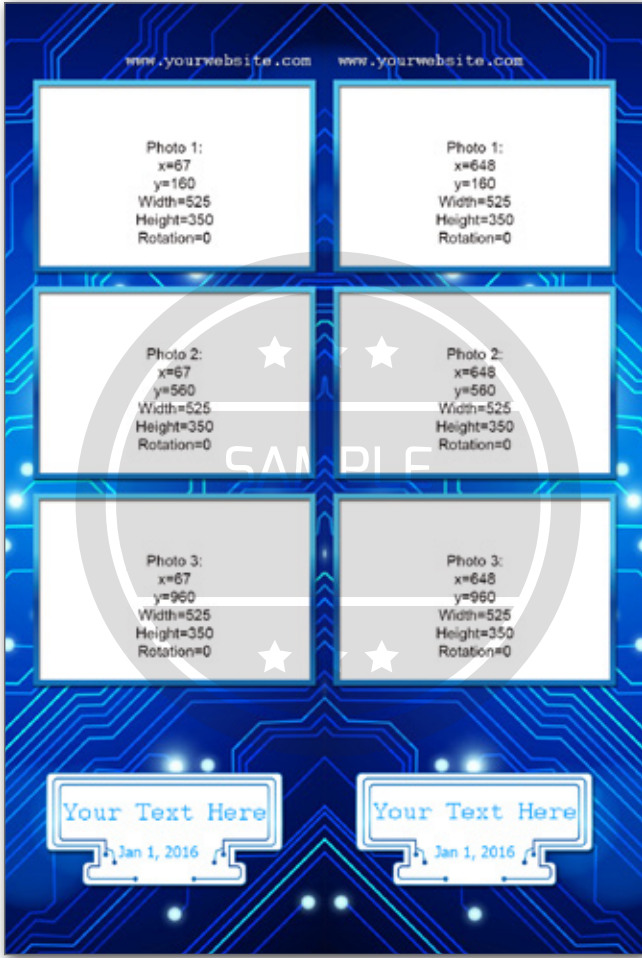 www.yourwebsite.com www.yourwebsite.com
Photo 1:
x=67
y=160
Width=525
Height=350
Rotation=0
Photo 1:
x=648
y=160
Width=525
Height=350
Rotation=0
Photo 2:
x=67
y=560
Width=525
Height=350
Rotation=0
Photo 2:
x=648
y=560
Width=525
Height=350
Rotation=0
SAMPLE
Photo 3:
x=67
y=960
Width=525
Height=350
Rotation=0
Photo 3:
x=648
y=960
Width=525
Height=350
Rotation=0
Your Text Here
Jan 1, 2016
Your Text Here
Jan 1, 2016